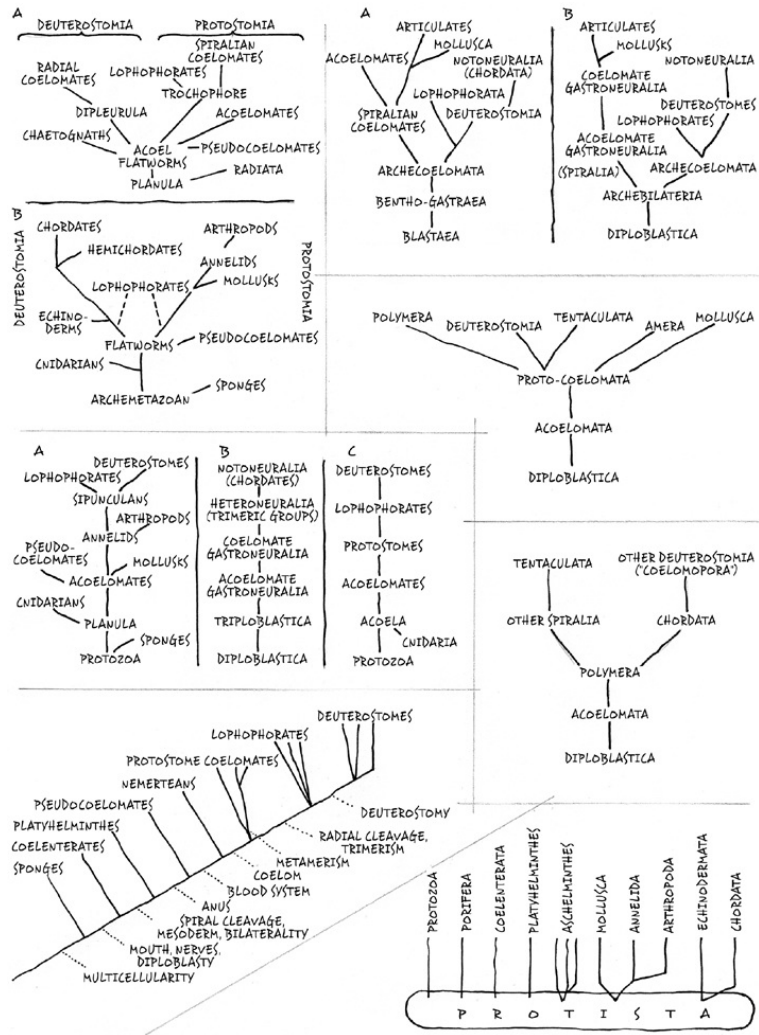 A
DEUTEROSTOMIA
PROTOSTOMIA
SPIRALIAN
COELOMATES
RADIAL
COELOMATES
LOPHOPHORATES
TROCHOPHORE
DIPLEURULA
ACOELOMATES
CHAETOGNATHS
ACOEL
FLATWORMS
PSEUDOCOELOMATES
PLANULA
RADIATA
B
DEUTEROSTOMIA
PROTOSTOMIA
CHORDATES
HEMICHORDATES
ARTHROPODS
ANNELIDS
MOLLUSKS
LOPHOPHORATES
ECHINO-
DERMS
FLATWORMS
PSEUDOCOELOMATES
CNIDARIANS
SPONGES
ARCHEMETAZOAN
A
ARTICULATES
MOLLUSCA
ACOELOMATES
NOTONEURALIA
(CHORDATA)
LOPHOPHORATA
SPIRALIAN
COELOMATES
DEUTEROSTOMIA
ARCHECOELOMATA
BENTHO-GASTRAEA
BLASTAEA
B
ARTICULATES
MOLLUSKS
NOTONEURALIA
COELOMATE
GASTRONEURALIA
DEUTEROSTOMES
LOPHOPHORATES
ACOELOMATE
GASTRONEURALIA
(SPIRALIA)
ARCHECOELOMATA
ARCHEBILATERIA
DIPLOBLASTICA
POLYMERA
DEUTEROSTOMIA
TENTACULATA
AMERA
MOLLUSCA
PROTO-COELOMATA
ACOELOMATA
DIPLOBLASTICA
A
DEUTEROSTOMES
LOPHOPHORATES
SIPUNCULANS
ARTHROPODS
ANNELIDS
PSEUDO-
COELOMATES
MOLLUSKS
ACOELOMATES
CNIDARIANS
PLANULA
SPONGES
PROTOZOA
B
NOTONEURALIA
(CHORDATES)
HETERONEURALIA
(TRIMERIC GROUPS)
COELOMATE
GASTRONEURALIA
ACOELOMATE
GASTRONEURALIA
TRIPLOBLASTICA
DIPLOBLASTICA
C
DEUTEROSTOMES
LOPHOPHORATES
PROTOSTOMES
ACOELOMATES
ACOELA
CNIDARIA
PROTOZOA
TENTACULATA
OTHER DEUTEROSTOMIA
("COELOMOPORA")
OTHER SPIRALIA
CHORDATA
POLYMERA
ACOELOMATA
DIPLOBLASTICA
DEUTEROSTOMES
LOPHOPHORATES
PROTOSTOME COELOMATES
NEMERTEANS
PSEUDOCOELOMATES
PLATYHELMINTHES
COELENTERATES
SPONGES
DEUTEROSTOMY
RADIAL CLEAVAGE,
TRIMERISM
METAMERISM
COELOM
BLOOD SYSTEM
ANUS
SPIRAL CLEAVAGE,
MESODERM, BILATERALITY
MOUTH, NERVES,
DIPLOBLASTY
MULTICELLULARITY
PROTOZOA
PORIFERA
COELENTERATA
PLATYHELMINTHES
ASCHELMINTHES
MOLLUSCA
ANNELIDA
ARTHROPODA
ECHINODERMATA
CHORDATA
PROTISTA